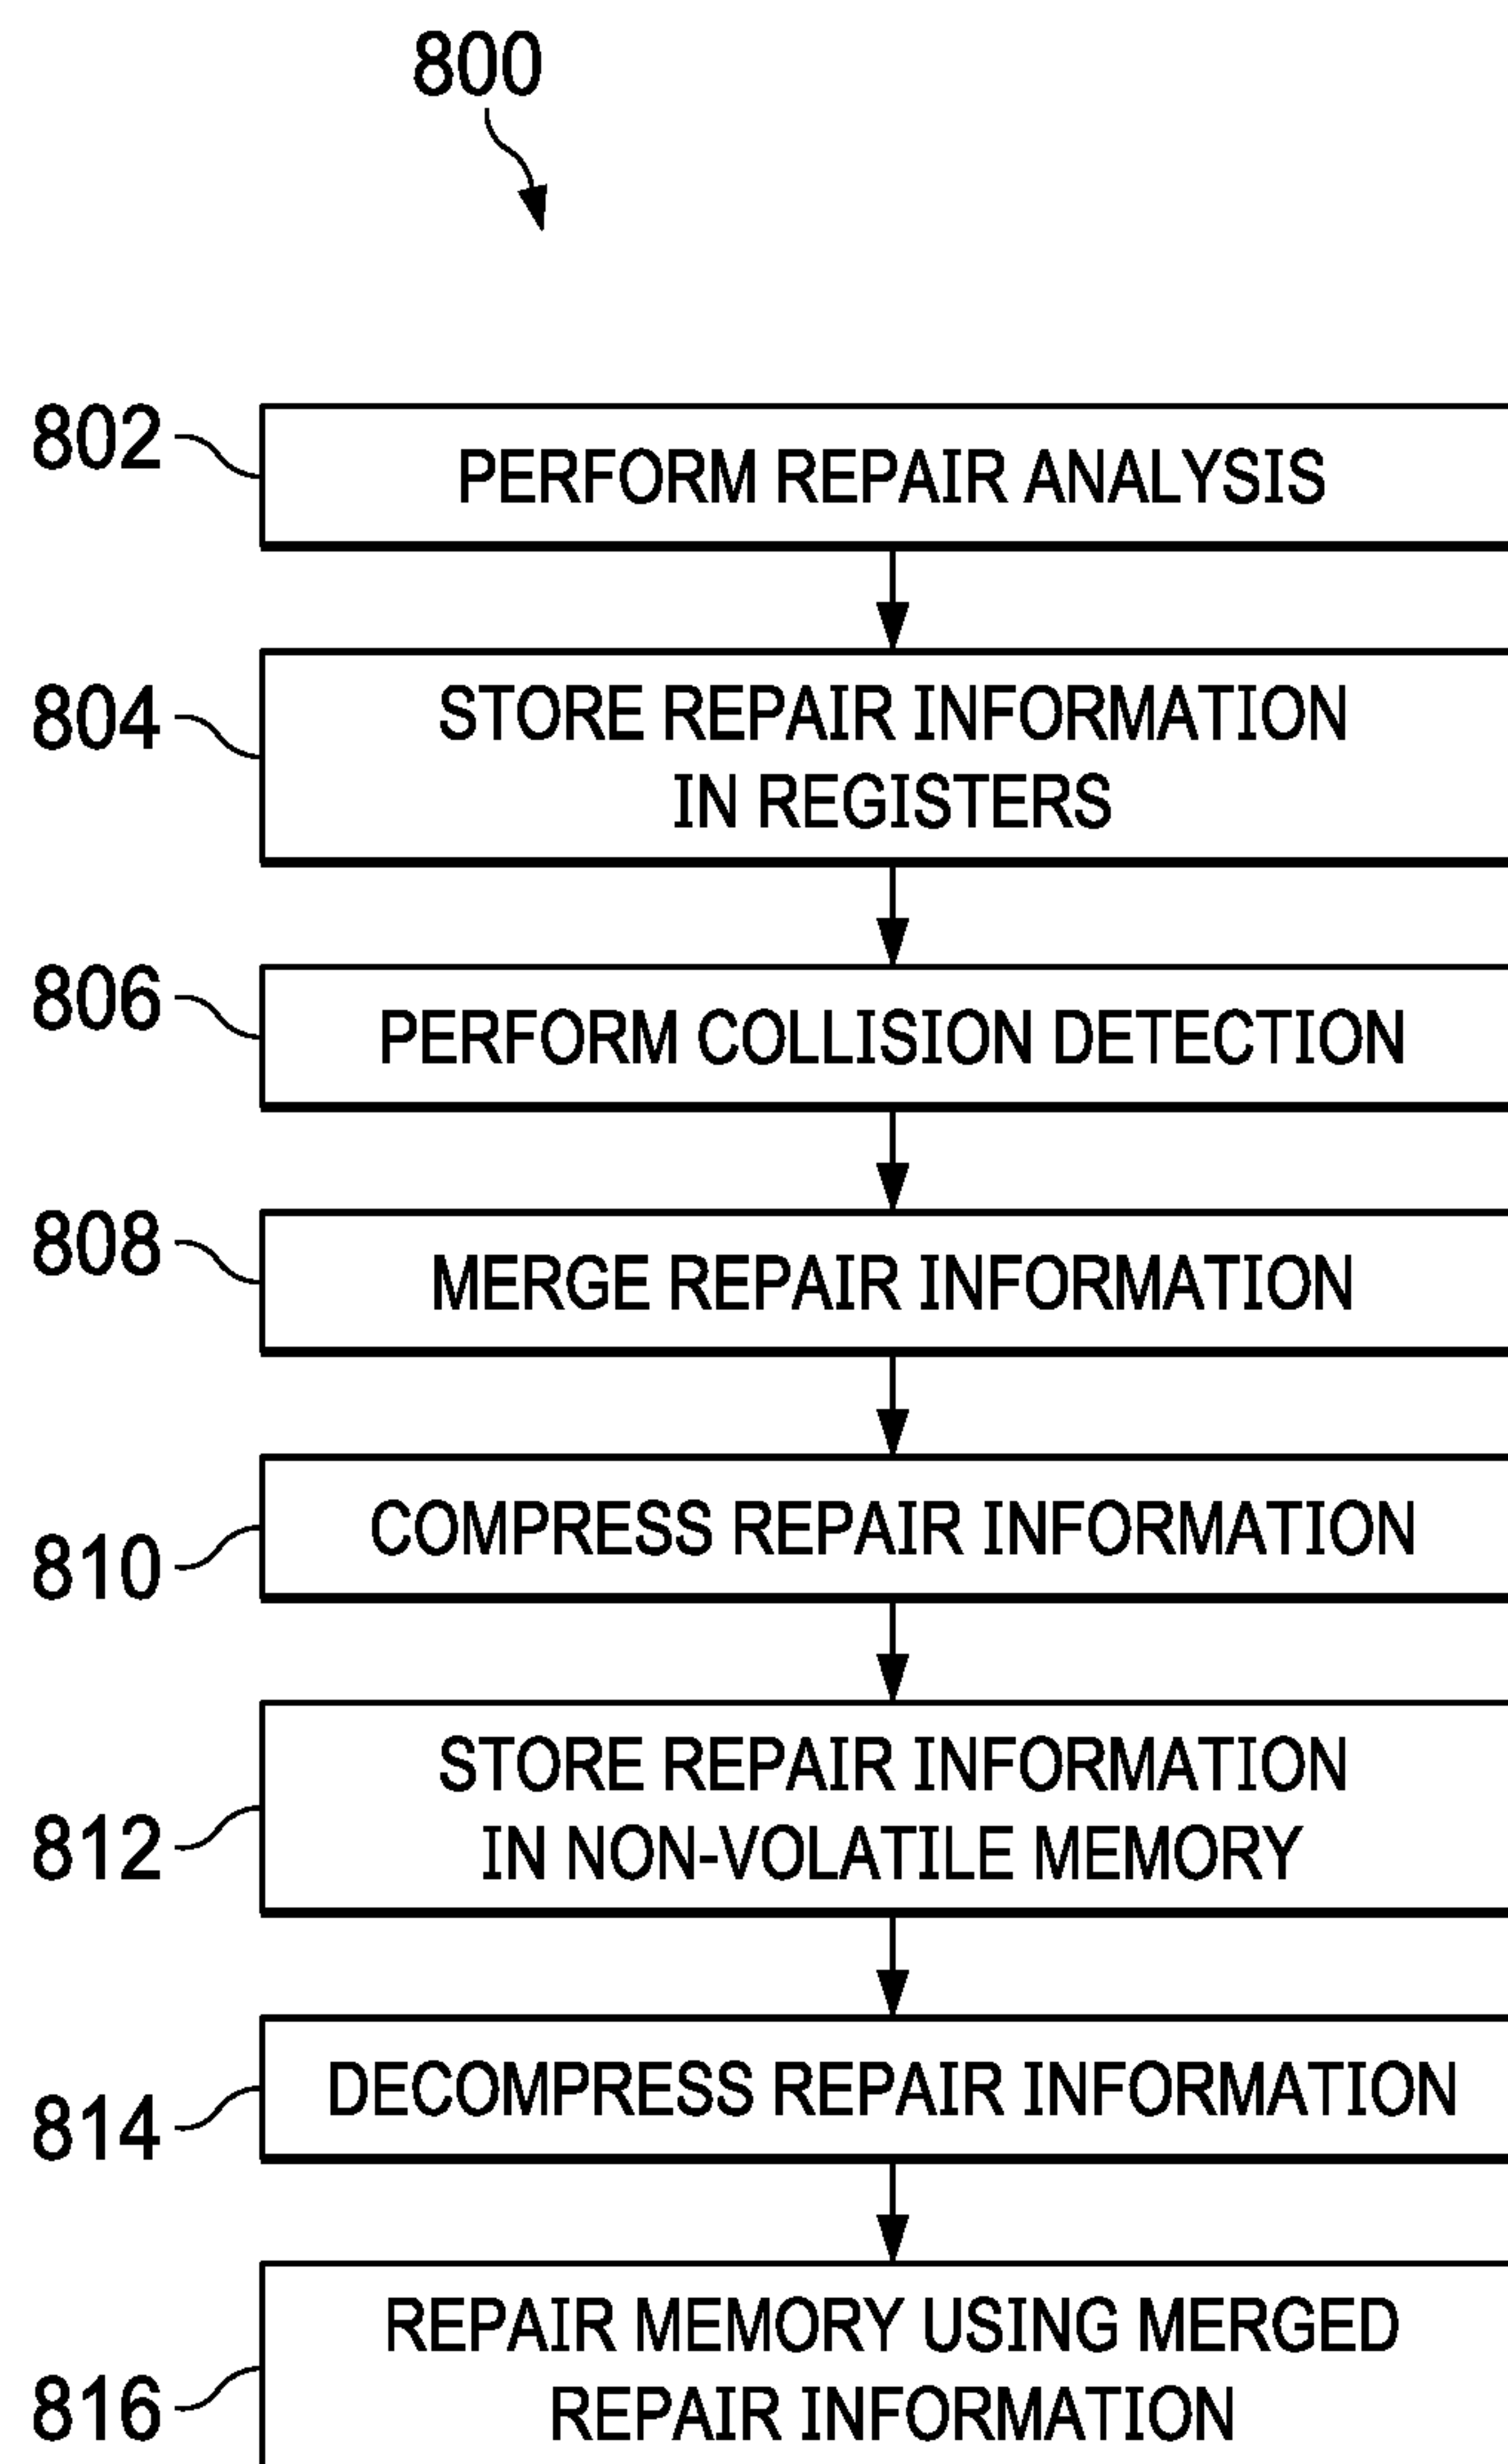 800
802
PERFORM REPAIR ANALYSIS
804
STORE REPAIR INFORMATION
IN REGISTERS
806
PERFORM COLLISION DETECTION
808
MERGE REPAIR INFORMATION
810
COMPRESS REPAIR INFORMATION
812
STORE REPAIR INFORMATION
IN NON-VOLATILE MEMORY
814
DECOMPRESS REPAIR INFORMATION
816
REPAIR MEMORY USING MERGED
REPAIR INFORMATION